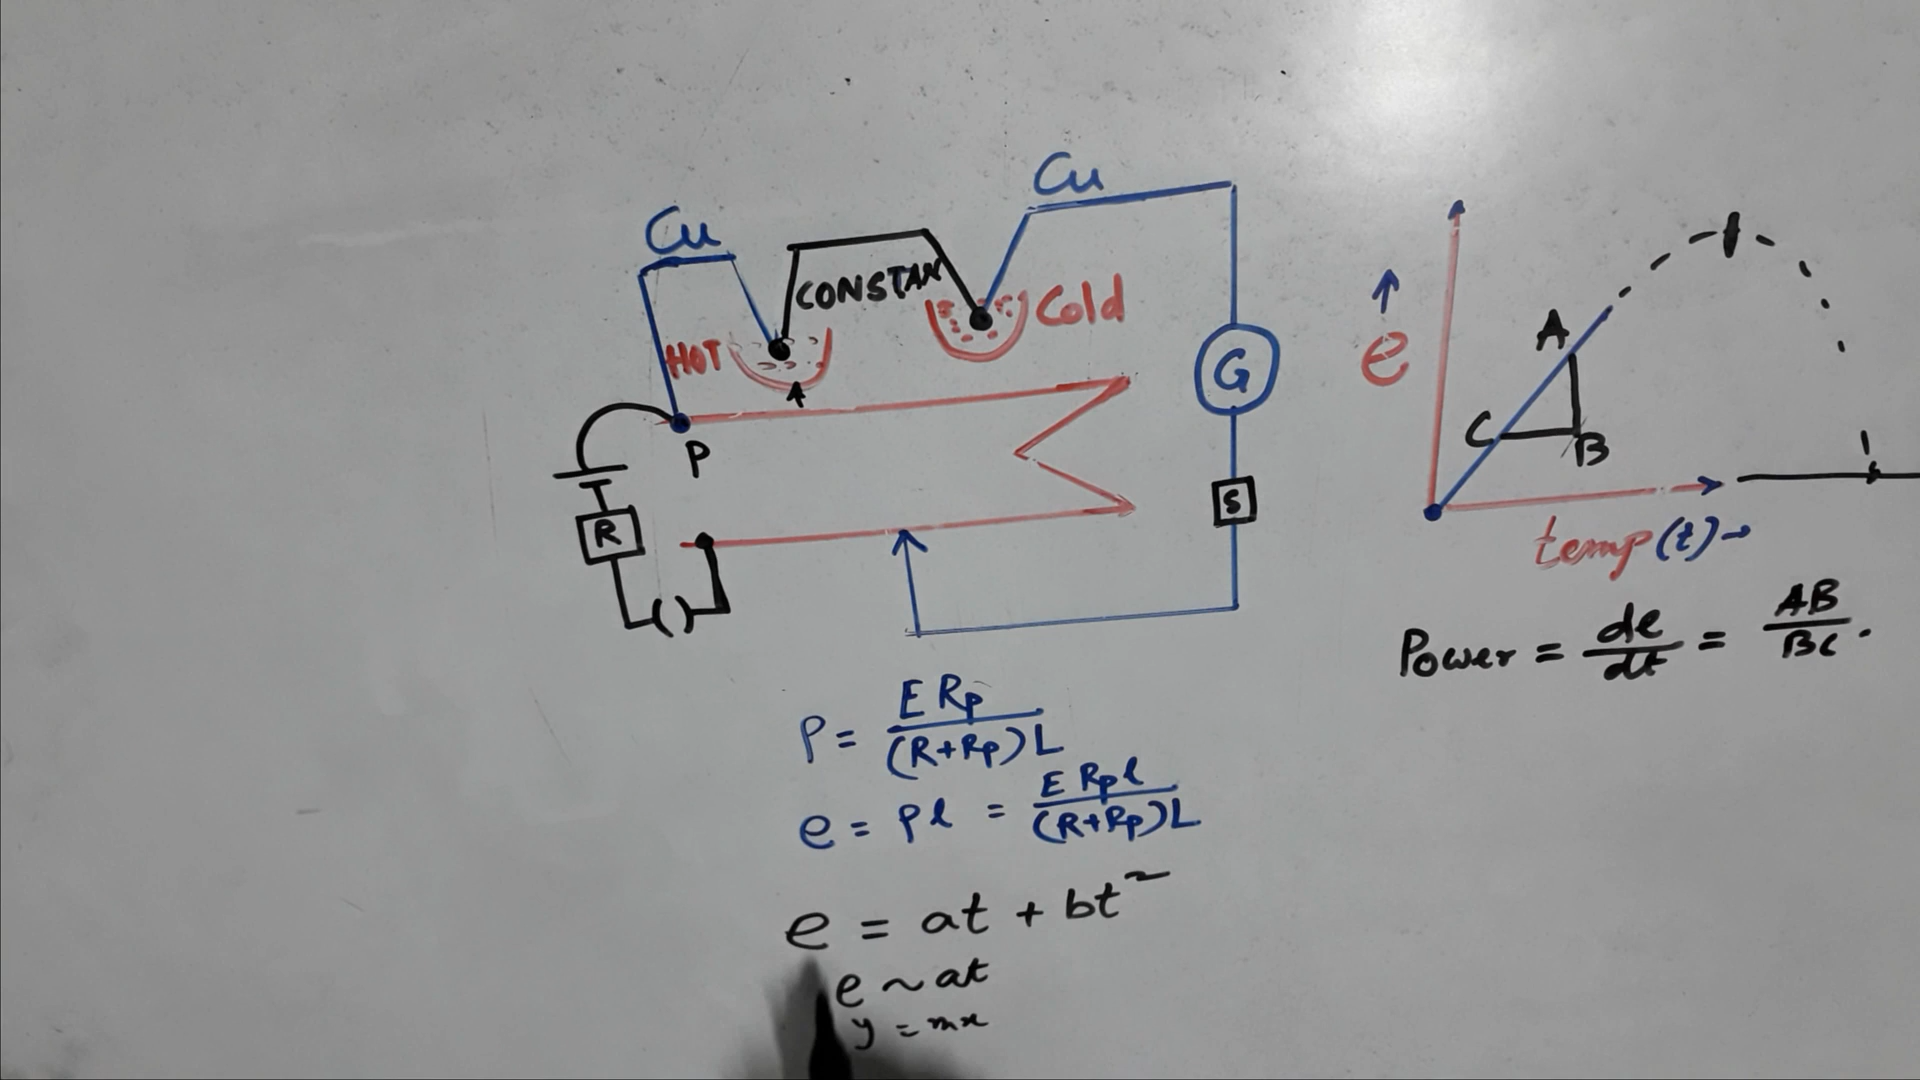 Cu
Cu
CONSTAN
HOT
Cold
G
P
R
S
( )
ρ = E Rp / (R+Rp) L
e = ρl = E Rp l / (R+Rp) L
e = at + bt²
e ~ at
y = mx
e
A
C
B
temp (t) →
Power = de/dt = AB/BC.